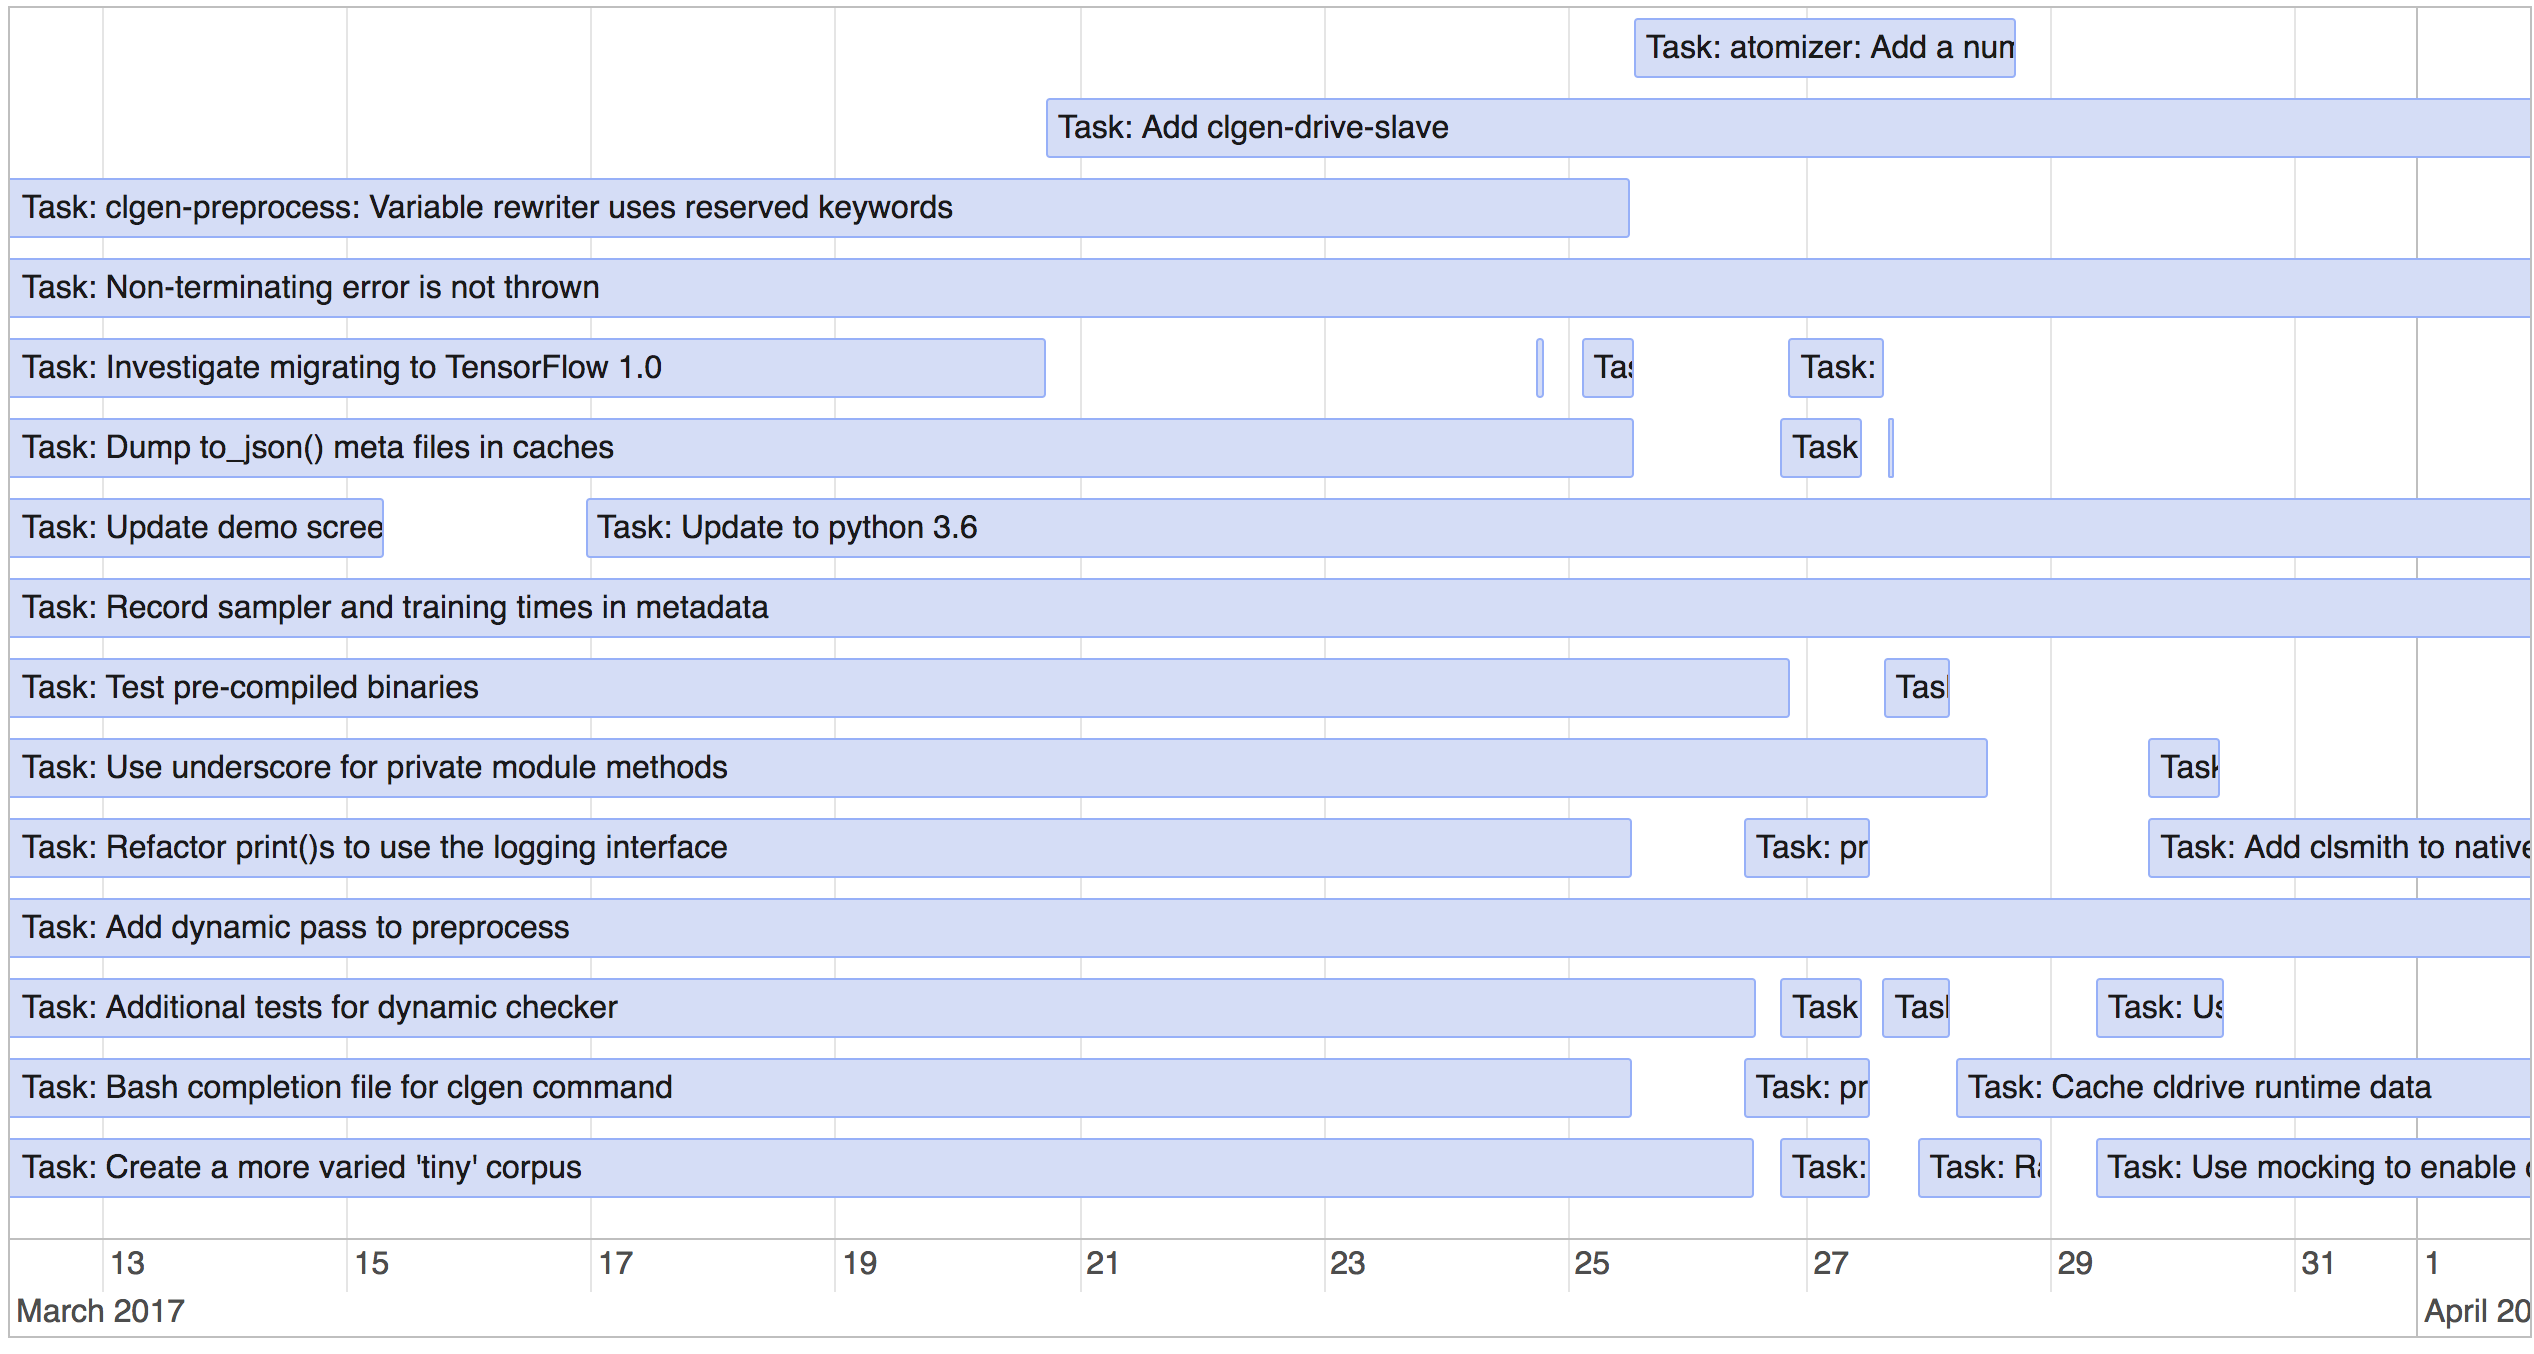 Task: atomizer: Add a num
Task: Add clgen-drive-slave
Task: clgen-preprocess: Variable rewriter uses reserved keywords
Task: Non-terminating error is not thrown
Task: Investigate migrating to TensorFlow 1.0
Tas
Task:
Task: Dump to_json() meta files in caches
Task
Task: Update demo scree
Task: Update to python 3.6
Task: Record sampler and training times in metadata
Task: Test pre-compiled binaries
Task
Task: Use underscore for private module methods
Task
Task: Refactor print()s to use the logging interface
Task: pr
Task: Add clsmith to native
Task: Add dynamic pass to preprocess
Task: Additional tests for dynamic checker
Task
Task
Task: Us
Task: Bash completion file for clgen command
Task: pr
Task: Cache cldrive runtime data
Task: Create a more varied 'tiny' corpus
Task:
Task: Ra
Task: Use mocking to enable
13 15 17 19 21 23 25 27 29 31 1
March 2017 April 20